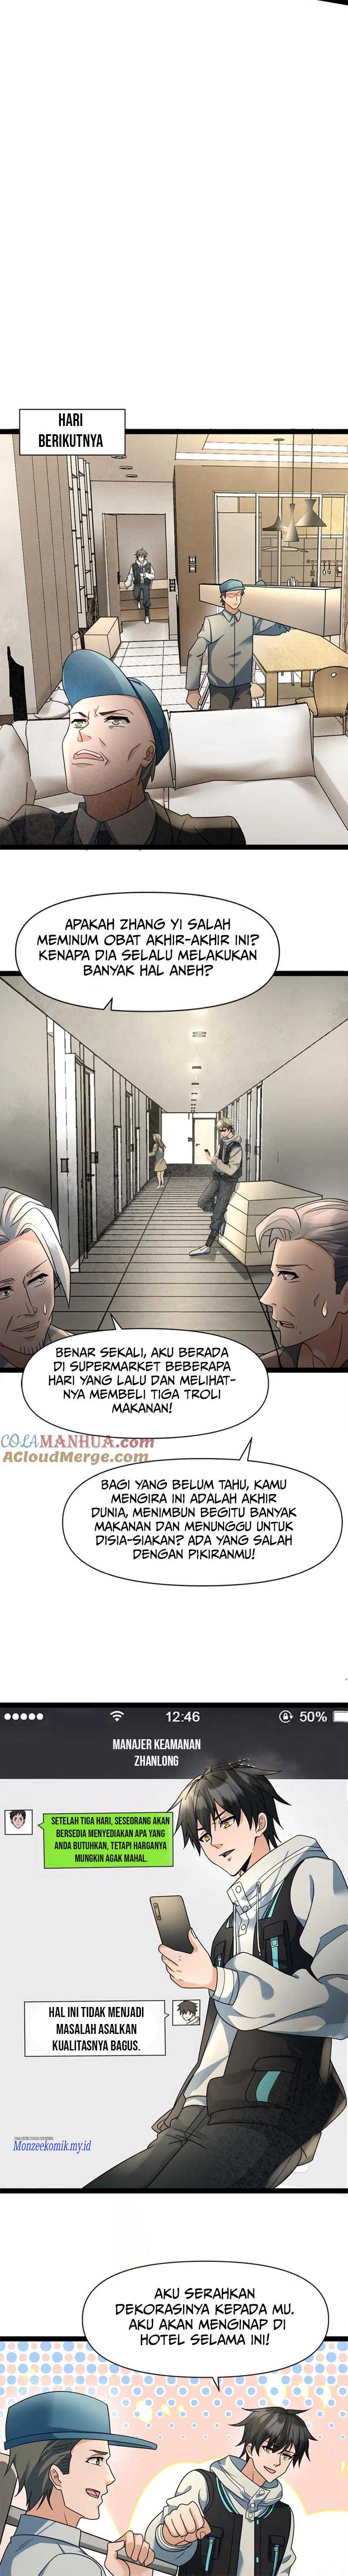 HARI
BERIKUTNYA
APAKAH ZHANG YI SALAH
MEMINUM OBAT AKHIR-AKHIR INI?
KENAPA DIA SELALU MELAKUKAN
BANYAK HAL ANEH?
BENAR SEKALI, AKU BERADA
DI SUPERMARKET BEBERAPA
HARI YANG LALU DAN MELIHAT-
NYA MEMBELI TIGA TROLI
MAKANAN!
COLAMANHUA.com
ACloudMerge.com
BAGI YANG BELUM TAHU, KAMU
MENGIRA INI ADALAH AKHIR
DUNIA, MENIMBUN BEGITU BANYAK
MAKANAN DAN MENUNGGU UNTUK
DISIA-SIAKAN? ADA YANG SALAH
DENGAN PIKIRANMU!
12:46
50%
MANAJER KEAMANAN
ZHANLONG
SETELAH TIGA HARI, SESEORANG AKAN
BERSEDIA MENYEDIAKAN APA YANG
ANDA BUTUHKAN, TETAPI HARGANYA
MUNGKIN AGAK MAHAL.
HAL INI TIDAK MENJADI
MASALAH ASALKAN
KUALITASNYA BAGUS.
Monzeekomik.my.id
AKU SERAHKAN
DEKORASINYA KEPADA MU.
AKU AKAN MENGINAP DI
HOTEL SELAMA INI!